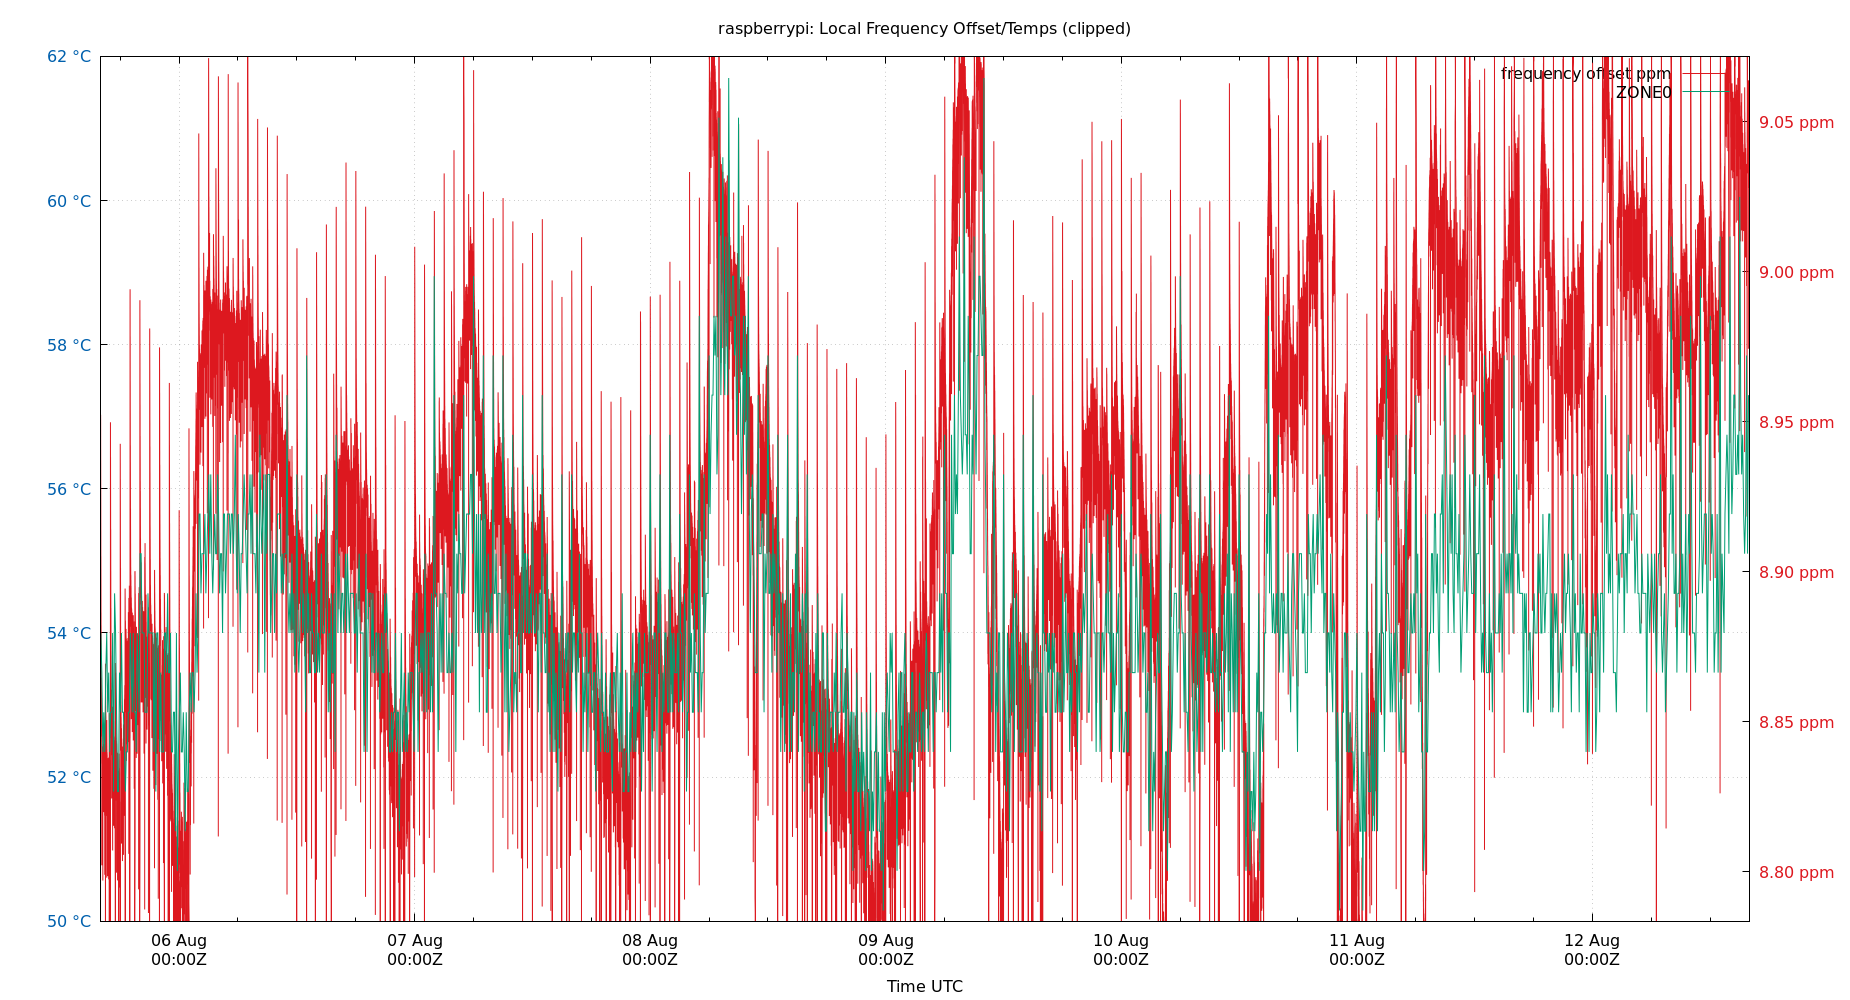 raspberrypi: Local Frequency Offset/Temps (clipped)
62 °C
60 °C
58 °C
56 °C
54 °C
52 °C
50 °C
frequency offset ppm
ZONE0
9.05 ppm
9.00 ppm
8.95 ppm
8.90 ppm
8.85 ppm
8.80 ppm
06 Aug
00:00Z
07 Aug
00:00Z
08 Aug
00:00Z
09 Aug
00:00Z
10 Aug
00:00Z
11 Aug
00:00Z
12 Aug
00:00Z
Time UTC